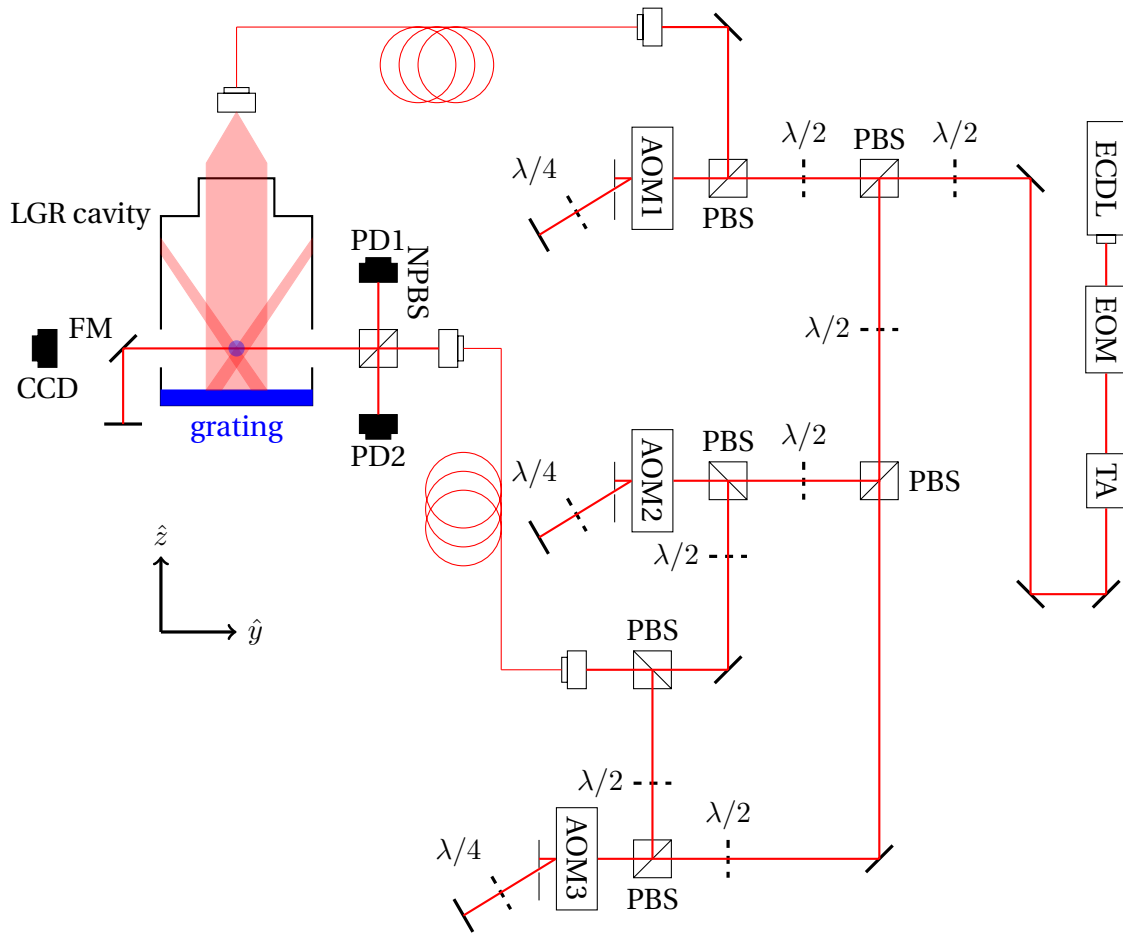 λ/2
λ/2
PBS
ECDL
AOM1
λ/4
LGR cavity
PBS
PD1
NPBS
EOM
FM
λ/2
CCD
grating
PD2
PBS
λ/2
λ/4
AOM2
PBS
TA
ẑ
λ/2
ŷ
PBS
λ/2
λ/2
AOM3
λ/4
PBS